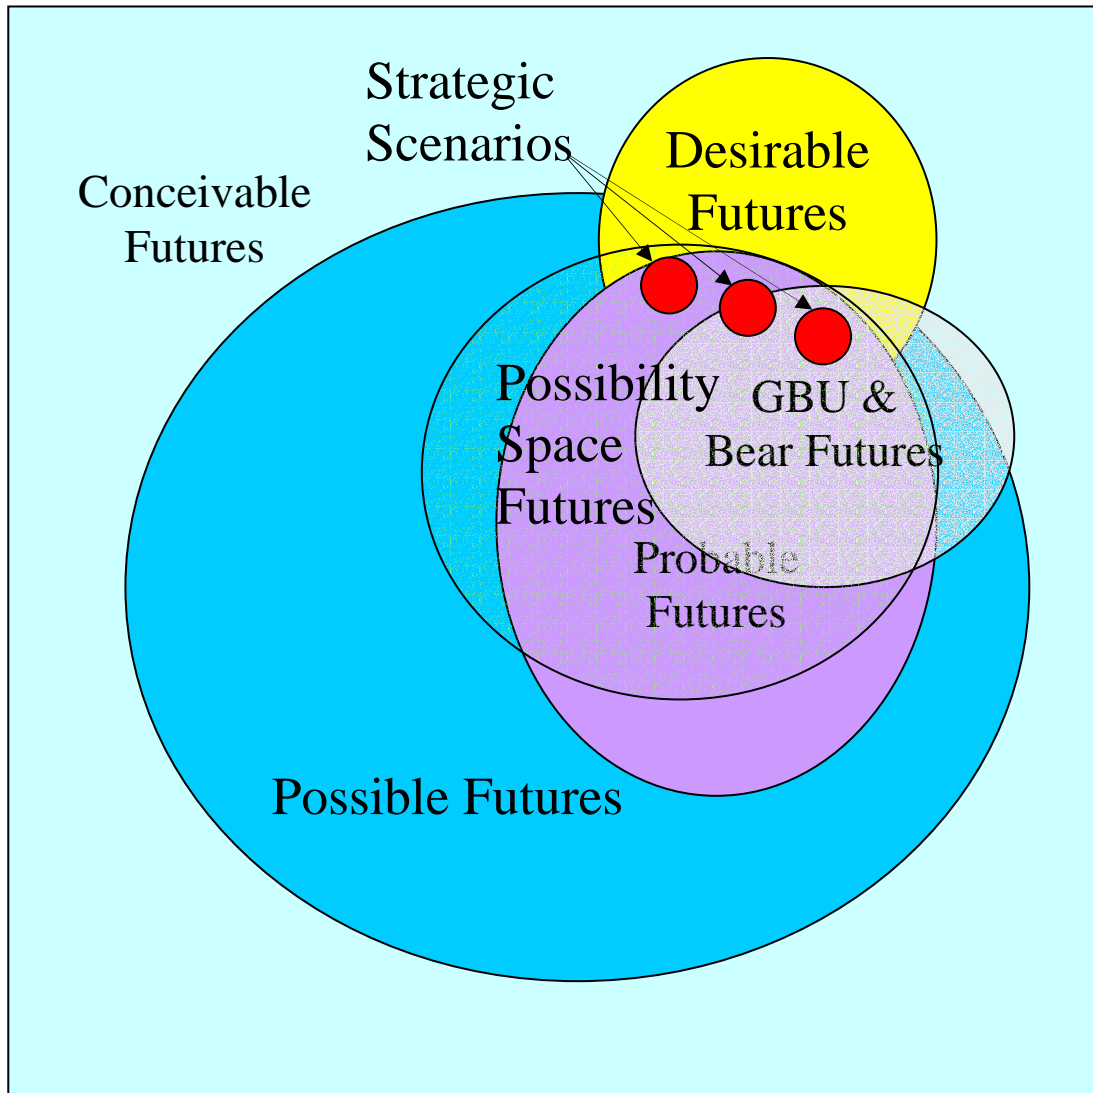 Strategic
Scenarios
Desirable
Futures
Conceivable
Futures
Possibility
Space
Futures
GBU &
Bear Futures
Probable
Futures
Possible Futures